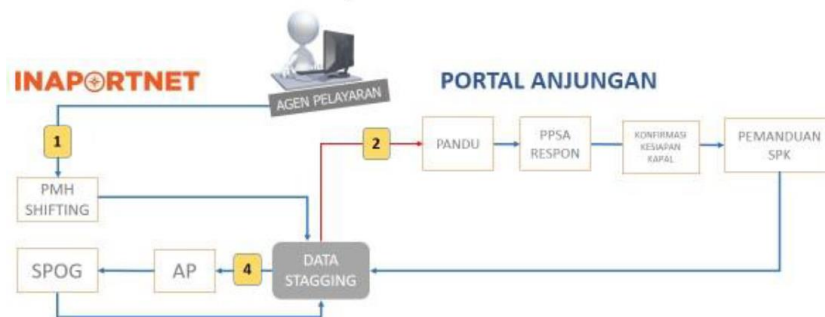 INAPORTNET
AGEN PELAYARAN
PORTAL ANJUNGAN
1
2
PANDU
PPSA
RESPON
KONFIRMASI
KESIAPAN
KAPAL
PEMANDUAN
SPK
PMH
SHIFTING
SPOG
AP
4
DATA
STAGGING